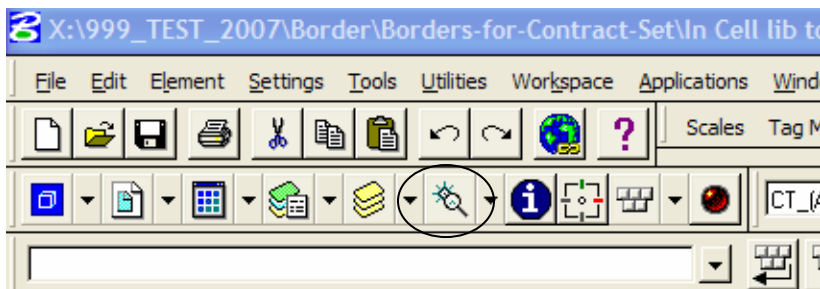 X:\999_TEST_2007\Border\Borders-for-Contract-Set\In Cell lib to
File Edit Element Settings Tools Utilities Workspace Applications Wind
? Scales Tag M
CT_(A